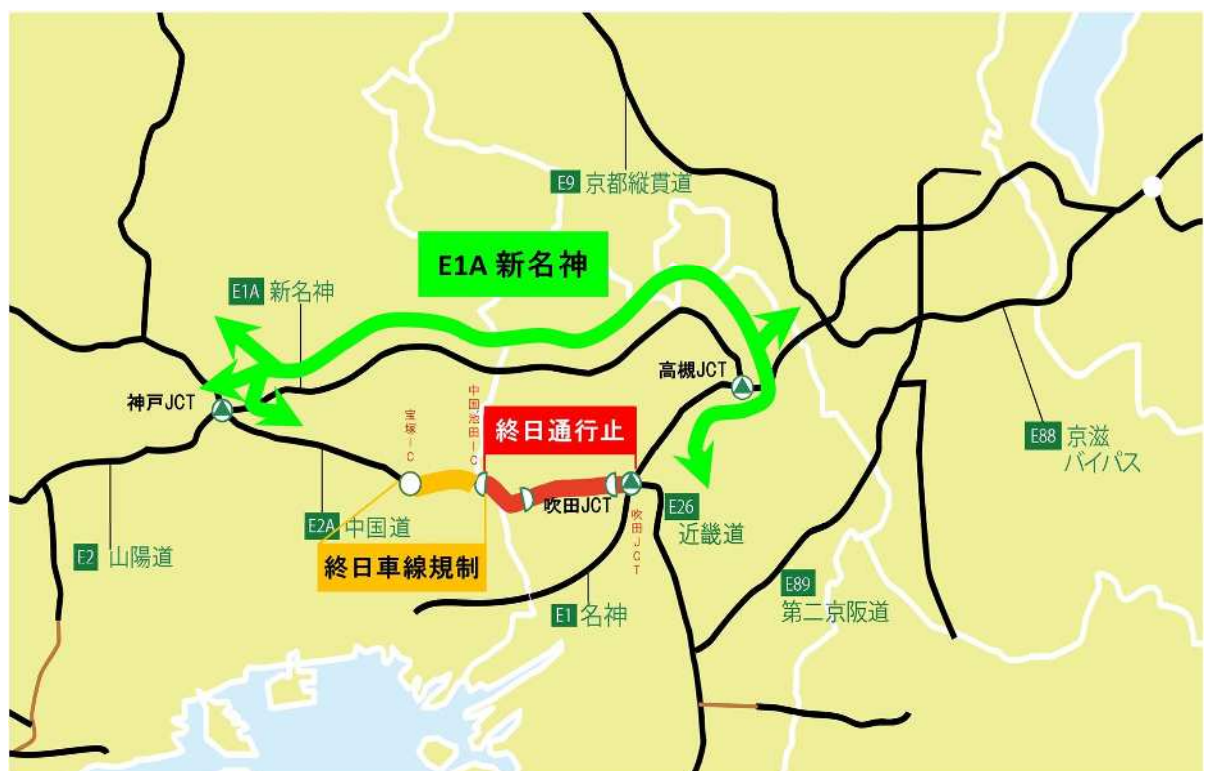 E9 京都縦貫道
E1A 新名神
E1A 新名神
高槻JCT
神戸JCT
宝塚IC
中国池田IC
終日通行止
E88 京滋
バイパス
吹田JCT
吹田JCT
E26
近畿道
E2A 中国道
E2 山陽道
終日車線規制
E89
第二京阪道
E1 名神